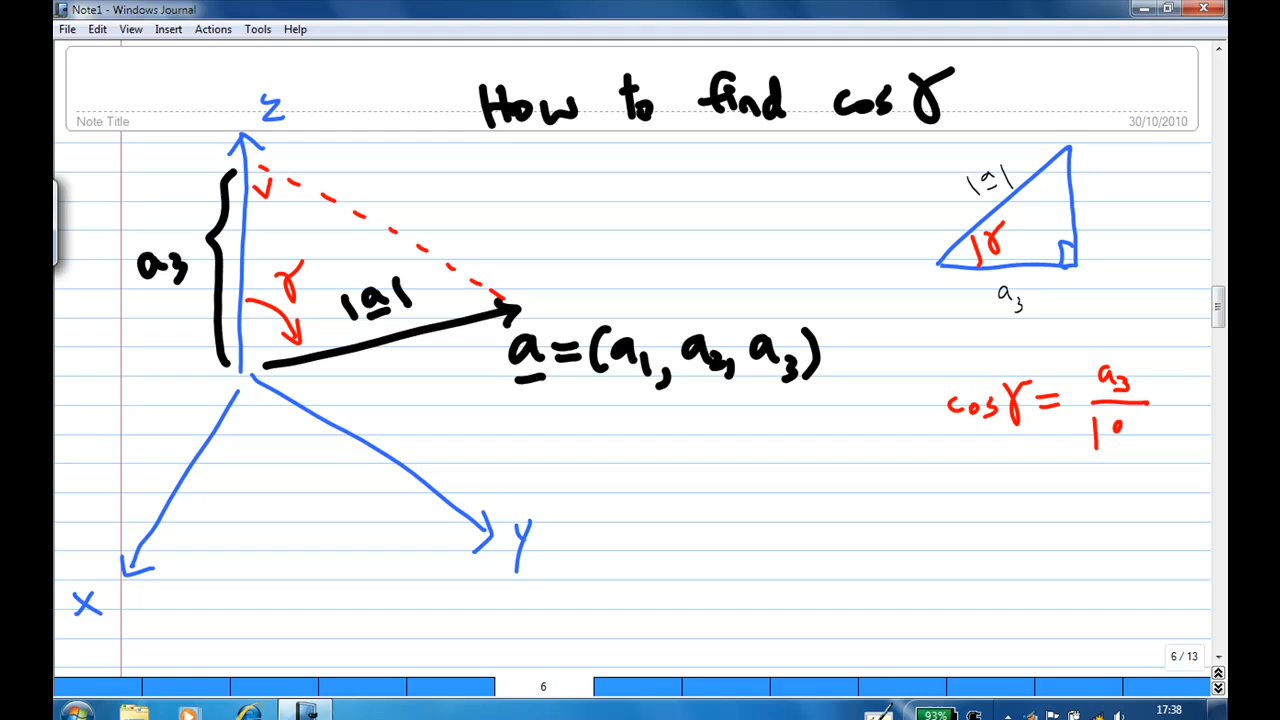 Note1 - Windows Journal
File Edit View Insert Actions Tools Help
How to find cos γ
Note Title
30/10/2010
z
|a|
γ
a3
a3
γ
|a|
a = (a1, a2, a3)
cos γ = a3
|
y
x
6 / 13
6
93%
17:38